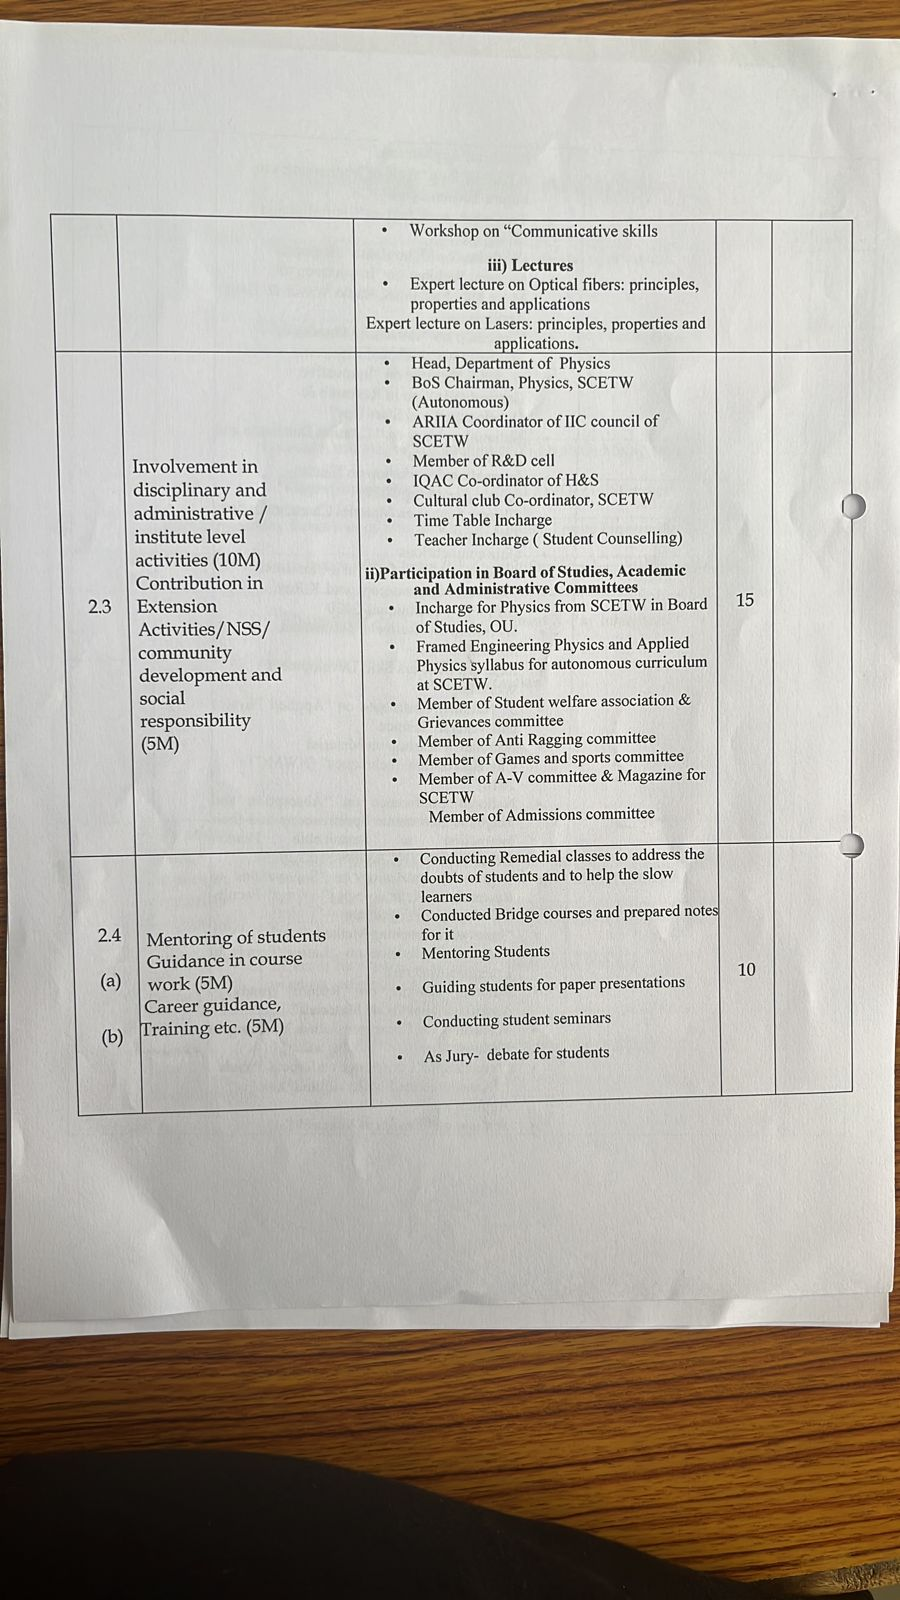 • Workshop on “Communicative skills
iii) Lectures
• Expert lecture on Optical fibers: principles,
properties and applications
Expert lecture on Lasers: principles, properties and
applications.
2.3
Involvement in
disciplinary and
administrative /
institute level
activities (10M)
Contribution in
Extension
Activities/NSS/
community
development and
social
responsibility
(5M)
• Head, Department of Physics
• BoS Chairman, Physics, SCETW
(Autonomous)
• ARIIA Coordinator of IIC council of
SCETW
• Member of R&D cell
• IQAC Co-ordinator of H&S
• Cultural club Co-ordinator, SCETW
• Time Table Incharge
• Teacher Incharge ( Student Counselling)
ii)Participation in Board of Studies, Academic
and Administrative Committees
• Incharge for Physics from SCETW in Board
of Studies, OU.
• Framed Engineering Physics and Applied
Physics syllabus for autonomous curriculum
at SCETW.
• Member of Student welfare association &
Grievances committee
• Member of Anti Ragging committee
• Member of Games and sports committee
• Member of A-V committee & Magazine for
SCETW
Member of Admissions committee
15
2.4
(a)
(b)
Mentoring of students
Guidance in course
work (5M)
Career guidance,
Training etc. (5M)
• Conducting Remedial classes to address the
doubts of students and to help the slow
learners
• Conducted Bridge courses and prepared notes
for it
• Mentoring Students
• Guiding students for paper presentations
• Conducting student seminars
• As Jury- debate for students
10